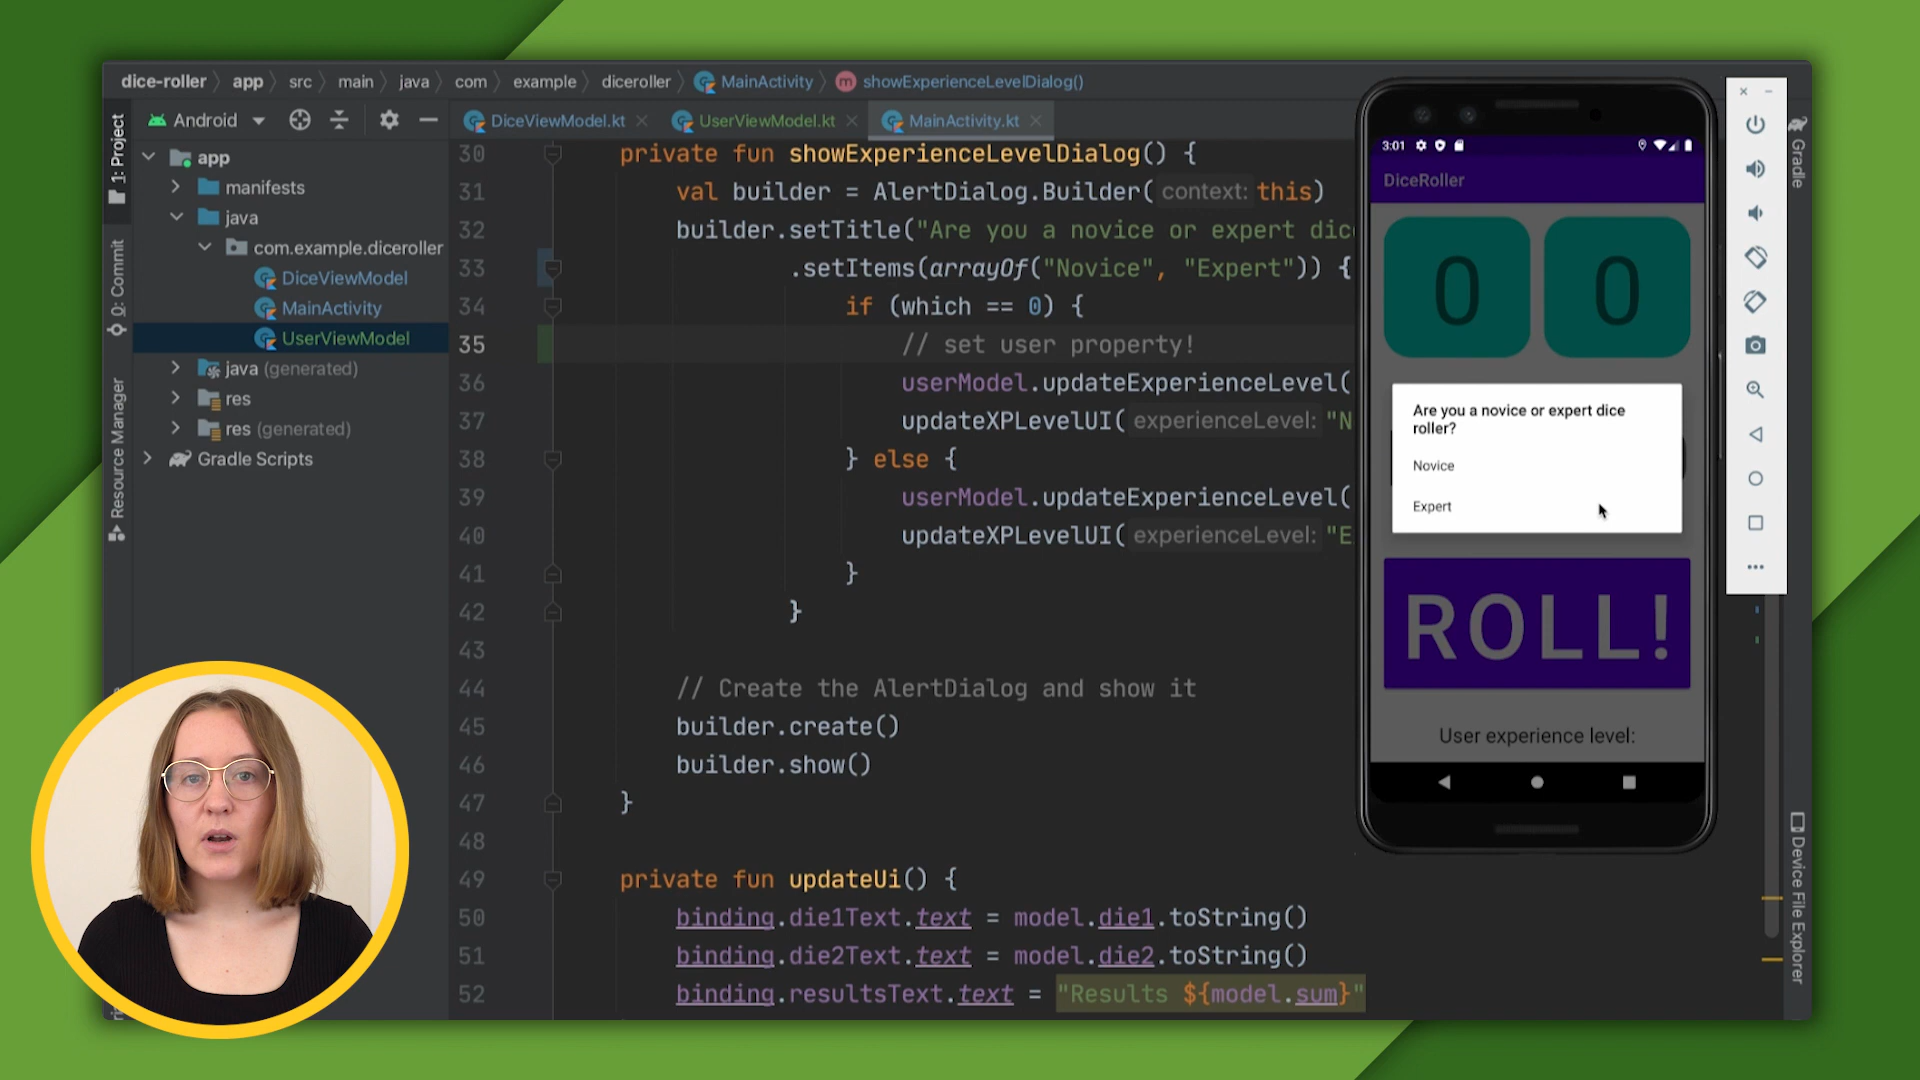 dice-roller app src main java com example diceroller MainActivity showExperienceLevelDialog()
1: Project
0: Commit
Resource Manager
Android
app
manifests
java
com.example.diceroller
DiceViewModel
MainActivity
UserViewModel
java (generated)
res
res (generated)
Gradle Scripts
DiceViewModel.kt UserViewModel.kt MainActivity.kt
30 private fun showExperienceLevelDialog() {
31 val builder = AlertDialog.Builder( context: this)
32 builder.setTitle("Are you a novice or expert dic
33 .setItems(arrayOf("Novice", "Expert")) {
34 if (which == 0) {
35 // set user property!
36 userModel.updateExperienceLevel(
37 updateXPLevelUI( experienceLevel: "N
38 } else {
39 userModel.updateExperienceLevel(
40 updateXPLevelUI( experienceLevel: "E
41 }
42 }
43
44 // Create the AlertDialog and show it
45 builder.create()
46 builder.show()
47 }
48
49 private fun updateUi() {
50 binding.die1Text.text = model.die1.toString()
51 binding.die2Text.text = model.die2.toString()
52 binding.resultsText.text = "Results ${model.sum}"
3:01
DiceRoller
0 0
Are you a novice or expert dice
roller?
Novice
Expert
ROLL!
User experience level:
Gradle
Device File Explorer